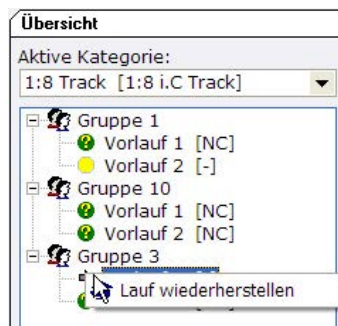 Übersicht
Aktive Kategorie:
1:8 Track [1:8 i.C Track]
Gruppe 1
Vorlauf 1 [NC]
Vorlauf 2 [-]
Gruppe 10
Vorlauf 1 [NC]
Vorlauf 2 [NC]
Gruppe 3
Lauf wiederherstellen